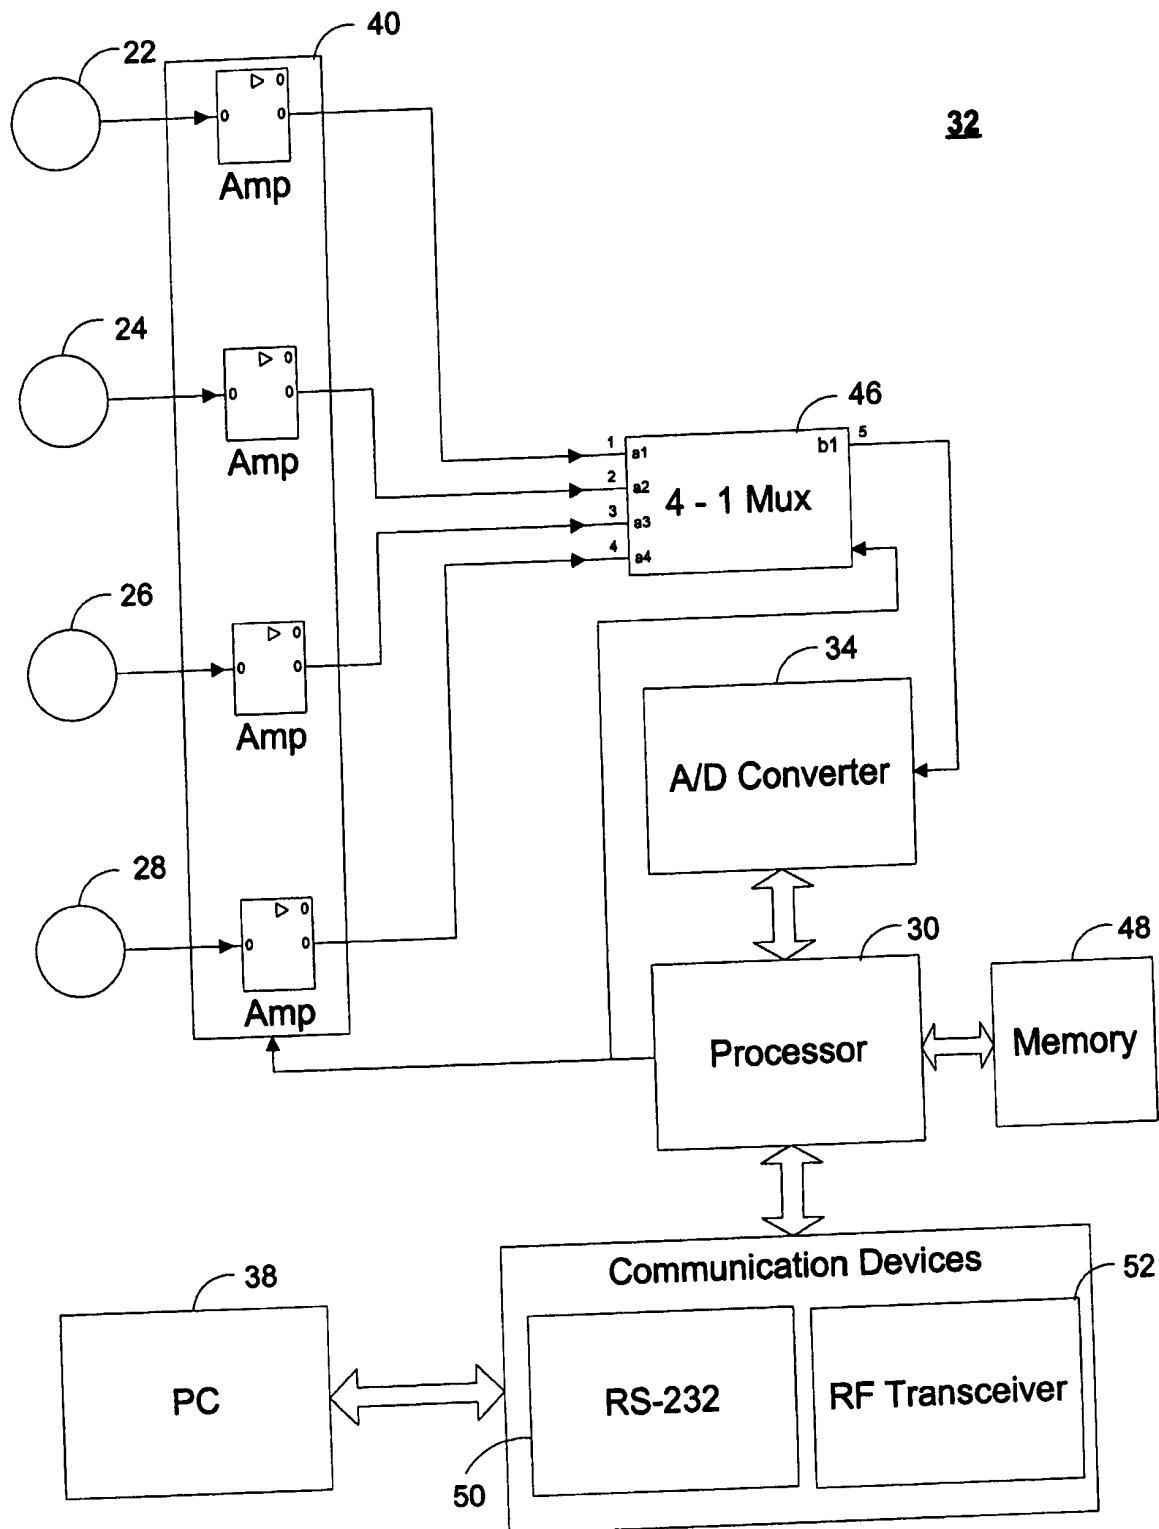 40
22
32
Amp
24
Amp
46
1
a1
b1
5
2
a2
4 - 1 Mux
3
a3
4
a4
26
Amp
34
A/D Converter
28
Amp
30
48
Processor
Memory
Communication Devices
52
38
PC
RS-232
RF Transceiver
50